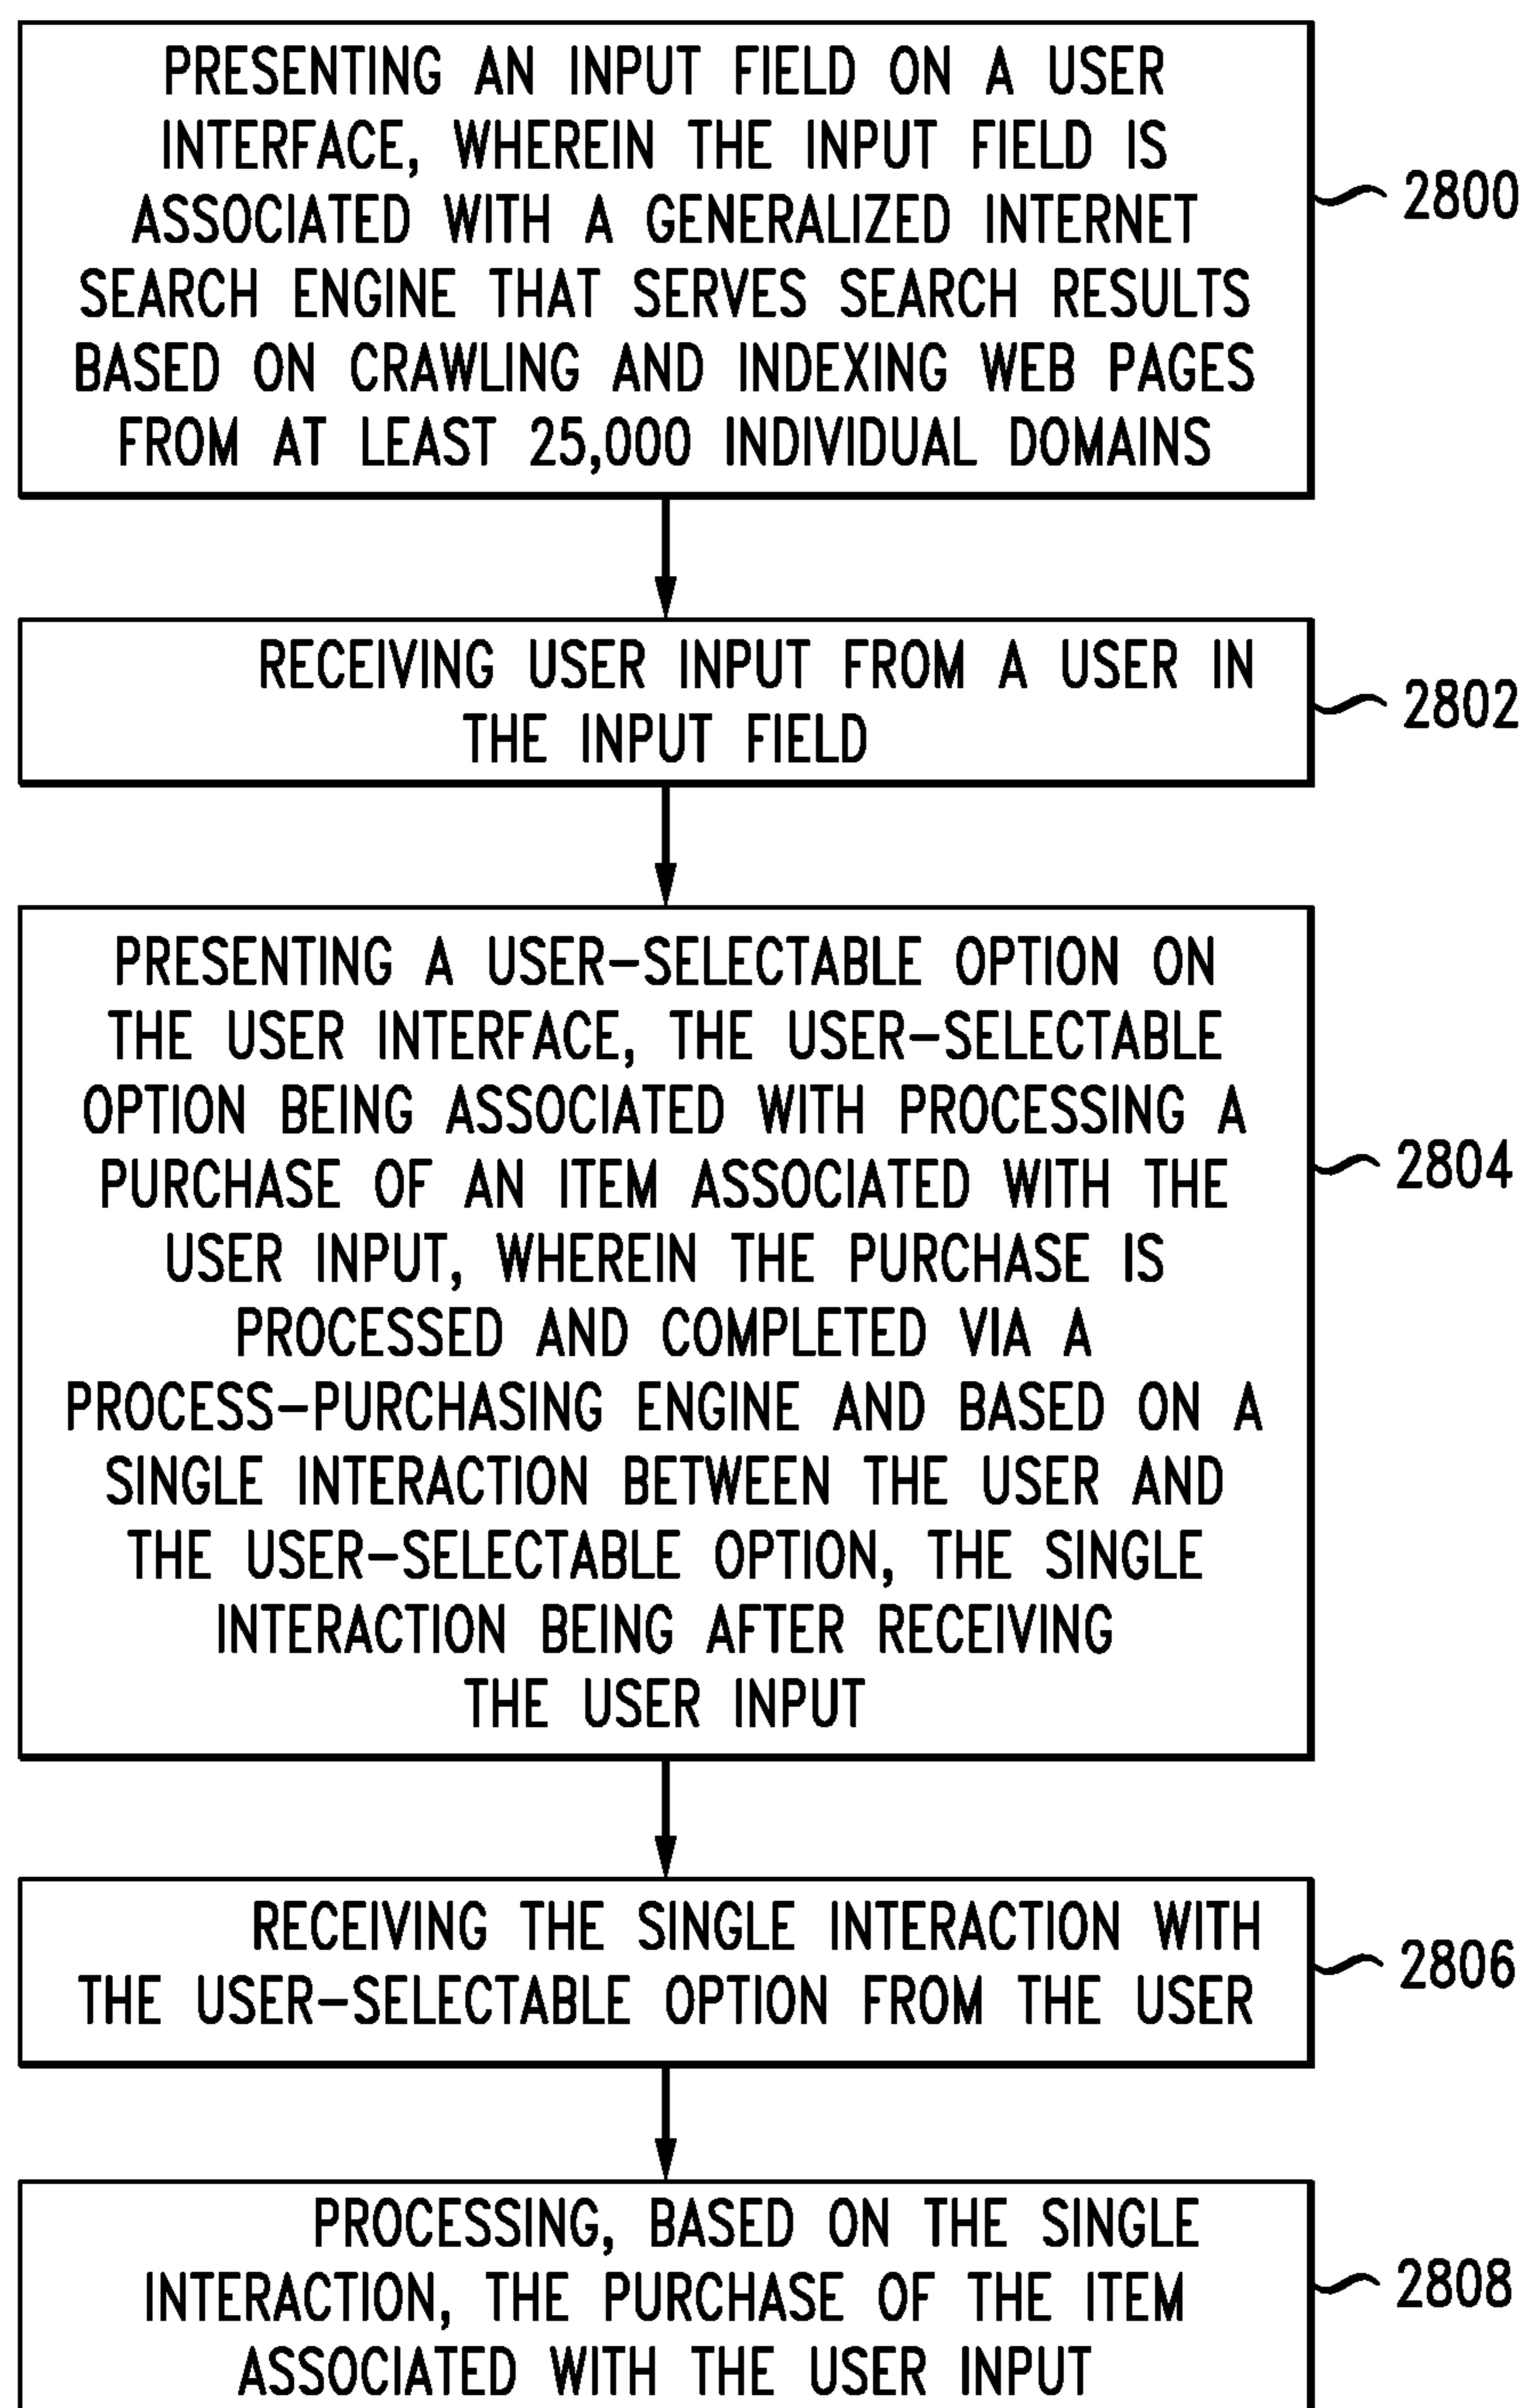 PRESENTING AN INPUT FIELD ON A USER
INTERFACE, WHEREIN THE INPUT FIELD IS
ASSOCIATED WITH A GENERALIZED INTERNET
SEARCH ENGINE THAT SERVES SEARCH RESULTS
BASED ON CRAWLING AND INDEXING WEB PAGES
FROM AT LEAST 25,000 INDIVIDUAL DOMAINS
2800
RECEIVING USER INPUT FROM A USER IN
THE INPUT FIELD
2802
PRESENTING A USER-SELECTABLE OPTION ON
THE USER INTERFACE, THE USER-SELECTABLE
OPTION BEING ASSOCIATED WITH PROCESSING A
PURCHASE OF AN ITEM ASSOCIATED WITH THE
USER INPUT, WHEREIN THE PURCHASE IS
PROCESSED AND COMPLETED VIA A
PROCESS-PURCHASING ENGINE AND BASED ON A
SINGLE INTERACTION BETWEEN THE USER AND
THE USER-SELECTABLE OPTION, THE SINGLE
INTERACTION BEING AFTER RECEIVING
THE USER INPUT
2804
RECEIVING THE SINGLE INTERACTION WITH
THE USER-SELECTABLE OPTION FROM THE USER
2806
PROCESSING, BASED ON THE SINGLE
INTERACTION, THE PURCHASE OF THE ITEM
ASSOCIATED WITH THE USER INPUT
2808